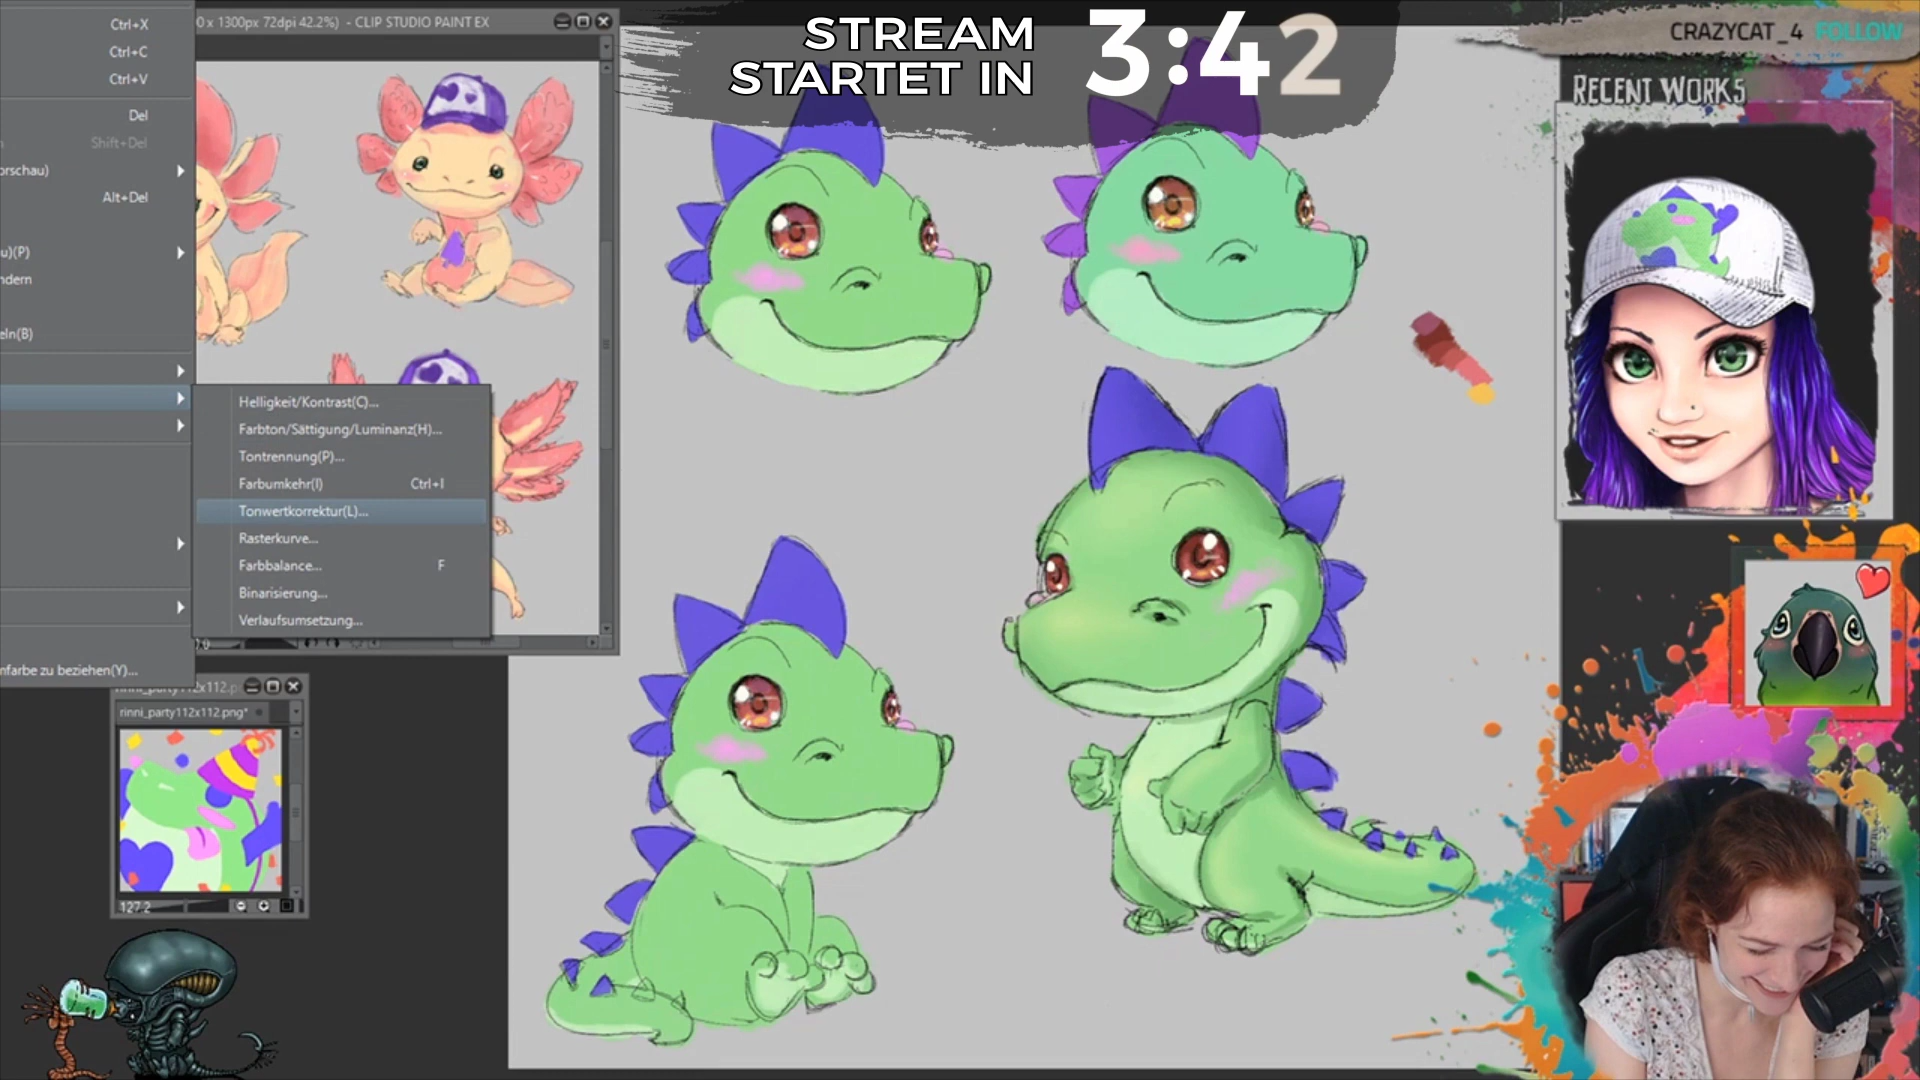 0 x 1300px 72dpi 42.2%) - CLIP STUDIO PAINT EX
Ctrl+X
Ctrl+C
Ctrl+V
Del
Shift+Del
orschau)
Alt+Del
u)(P)
ndern
eln(B)
nfarbe zu beziehen(Y)...
Helligkeit/Kontrast(C)...
Farbton/Sättigung/Luminanz(H)...
Tontrennung(P)...
Farbumkehr(I) Ctrl+I
Tonwertkorrektur(L)...
Rasterkurve...
Farbbalance... F
Binarisierung...
Verlaufsumsetzung...
rinni_party112x112.p
rinni_party112x112.png*
127.2
STREAM
STARTET IN
3:42
CRAZYCAT_4 FOLLOW
RECENT WORKS